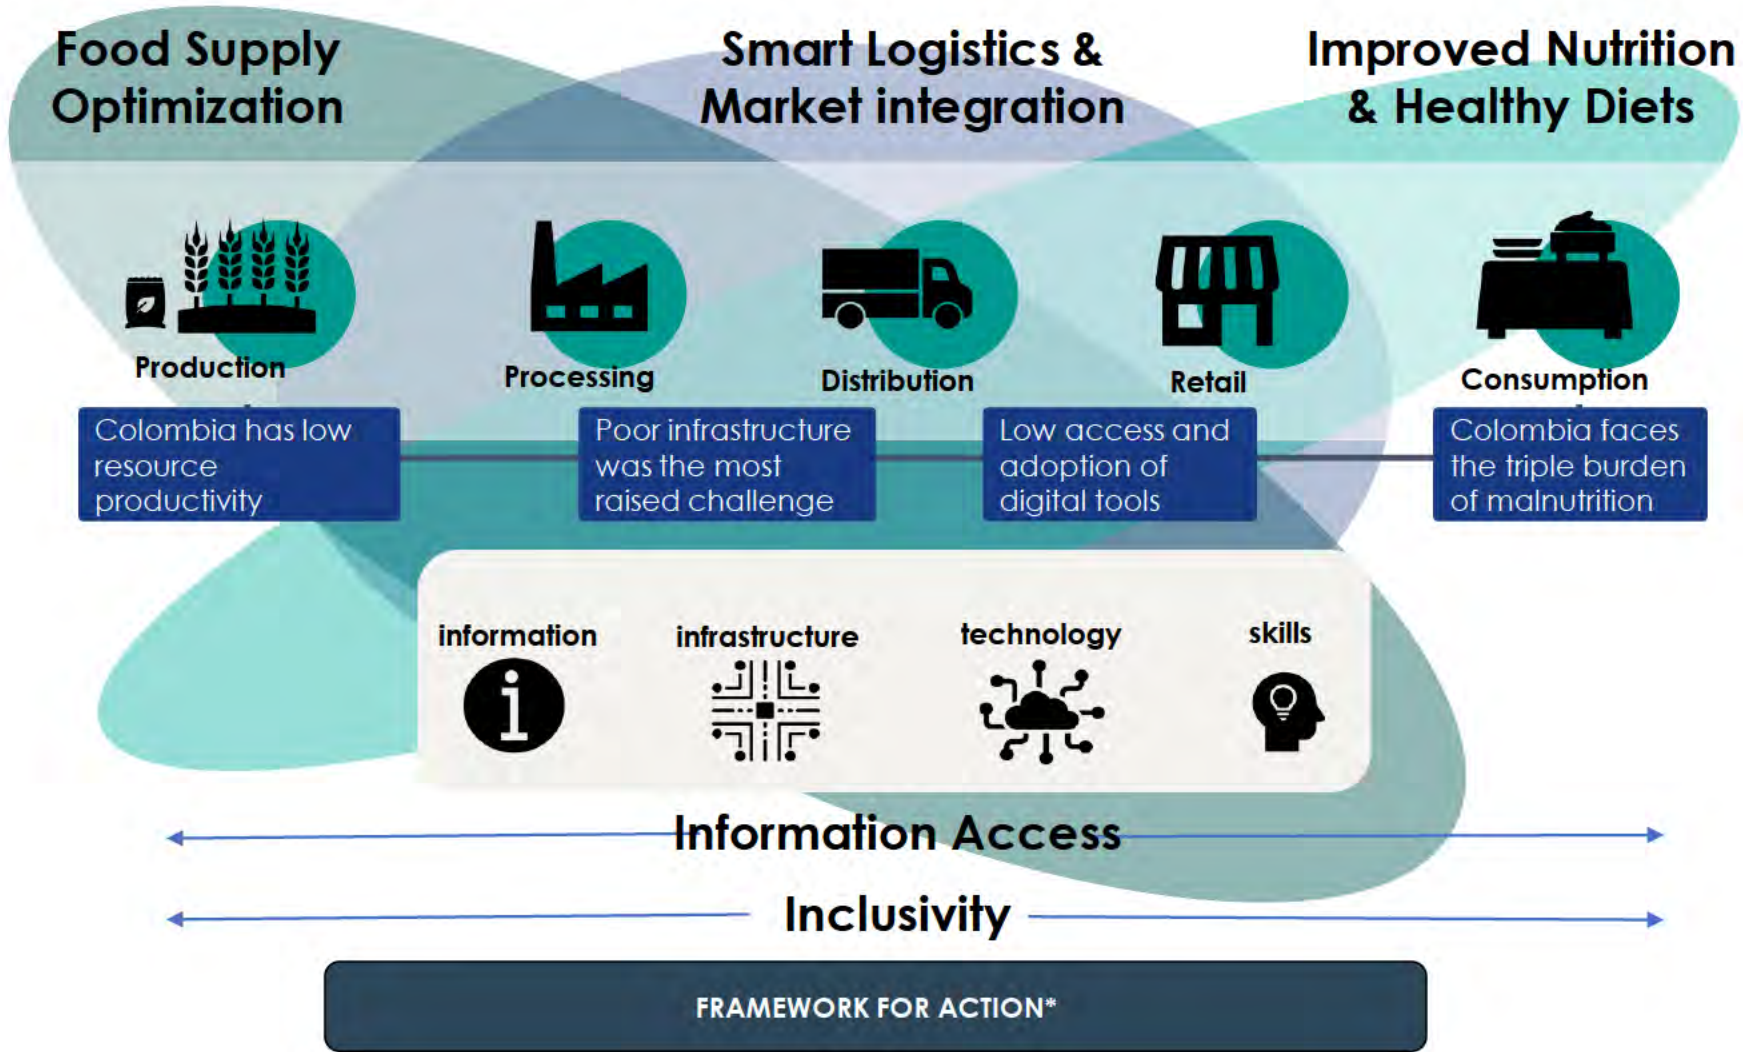 Food Supply
Optimization
Smart Logistics &
Market integration
Improved Nutrition
& Healthy Diets
Production
Processing
Distribution
Retail
Consumption
Colombia has low
resource
productivity
Poor infrastructure
was the most
raised challenge
Low access and
adoption of
digital tools
Colombia faces
the triple burden
of malnutrition
information
infrastructure
technology
skills
i
Information Access
Inclusivity
FRAMEWORK FOR ACTION*